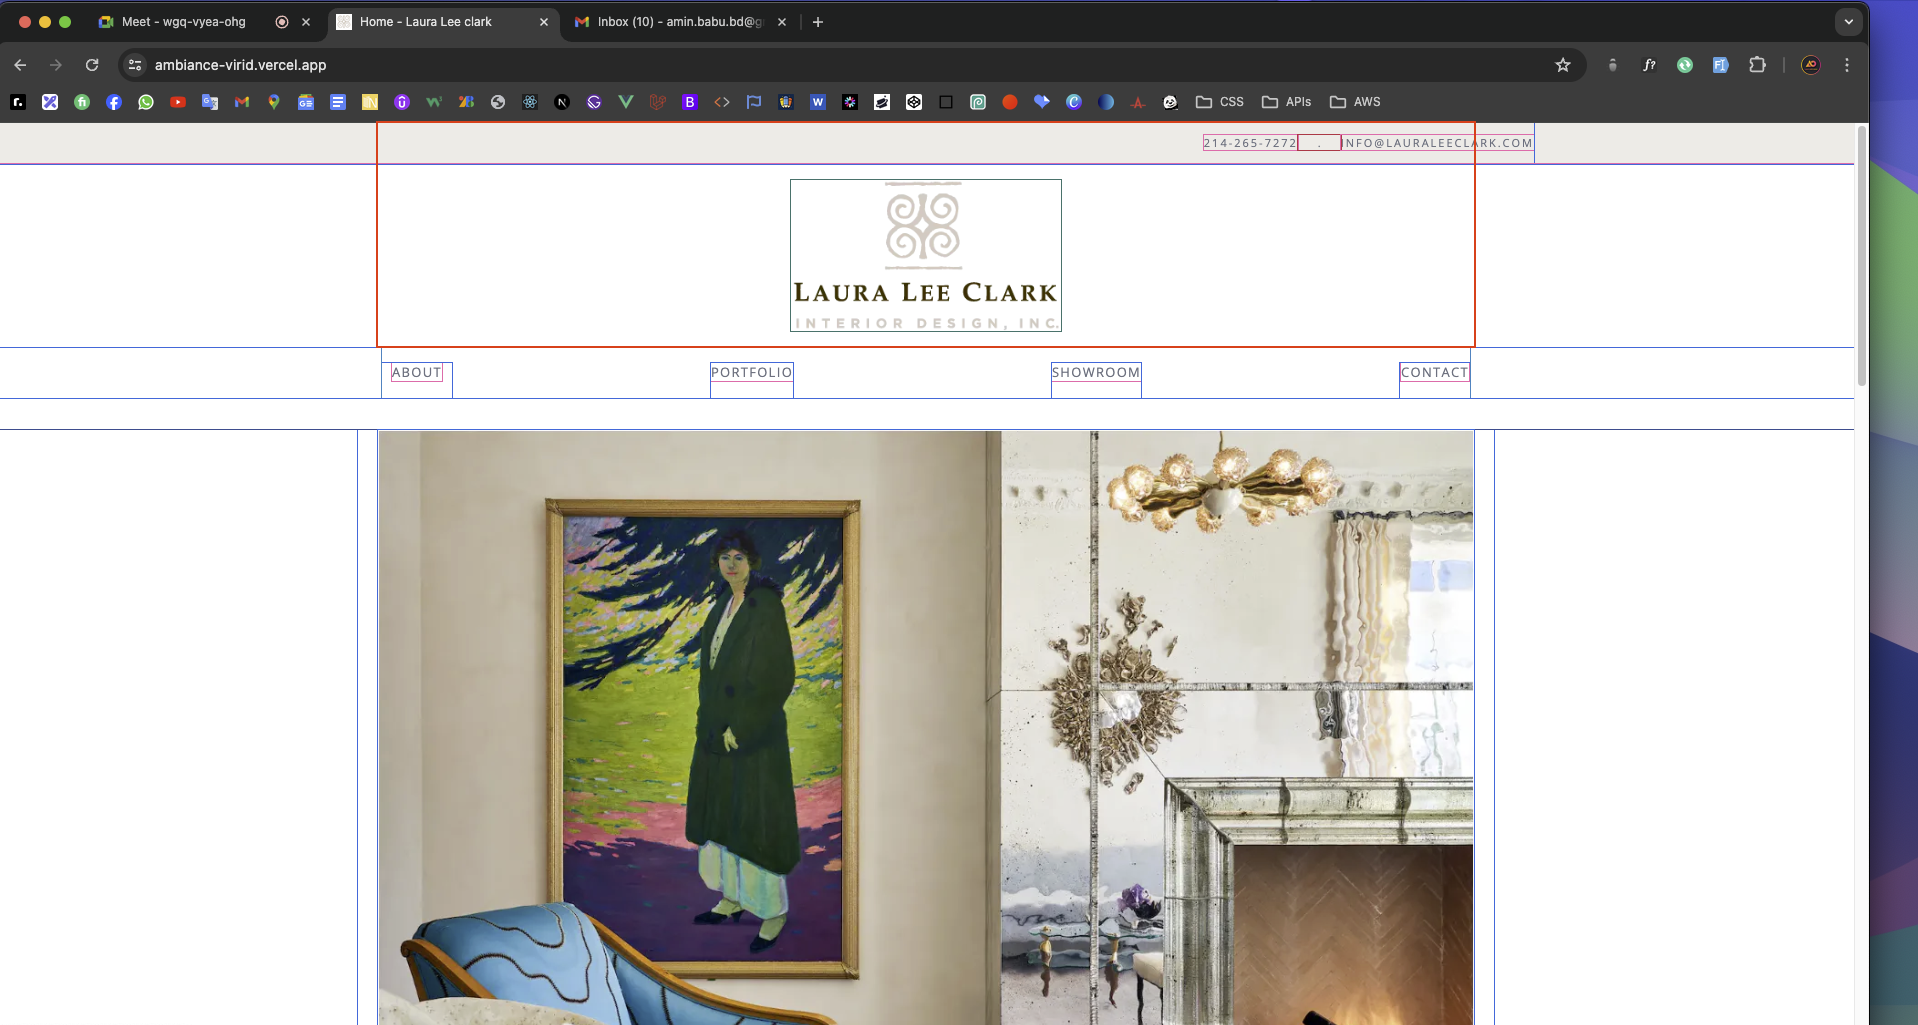 Meet - wgq-vyea-ohg
Home - Laura Lee clark
Inbox (10) - amin.babu.bd@g
ambiance-virid.vercel.app
CSS
APIs
AWS
214-265-7272 . INFO@LAURALEECLARK.COM
LAURA LEE CLARK
INTERIOR DESIGN, INC.
ABOUT
PORTFOLIO
SHOWROOM
CONTACT